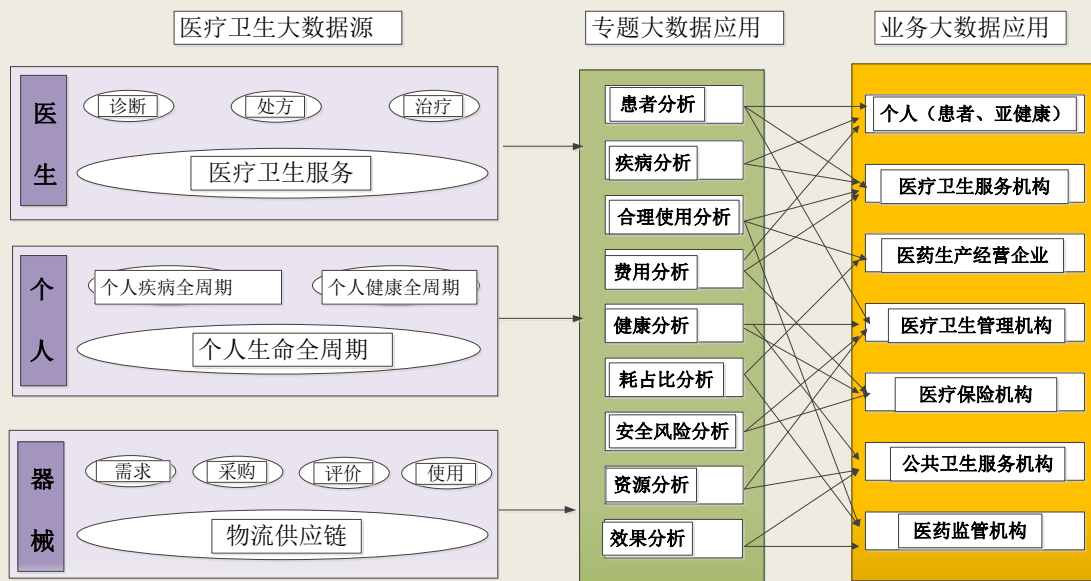 医疗卫生大数据源
专题大数据应用
业务大数据应用
医生
诊断
处方
治疗
医疗卫生服务
个人
个人疾病全周期
个人健康全周期
个人生命全周期
器械
需求
采购
评价
使用
物流供应链
患者分析
疾病分析
合理使用分析
费用分析
健康分析
耗占比分析
安全风险分析
资源分析
效果分析
个人（患者、亚健康）
医疗卫生服务机构
医药生产经营企业
医疗卫生管理机构
医疗保险机构
公共卫生服务机构
医药监管机构